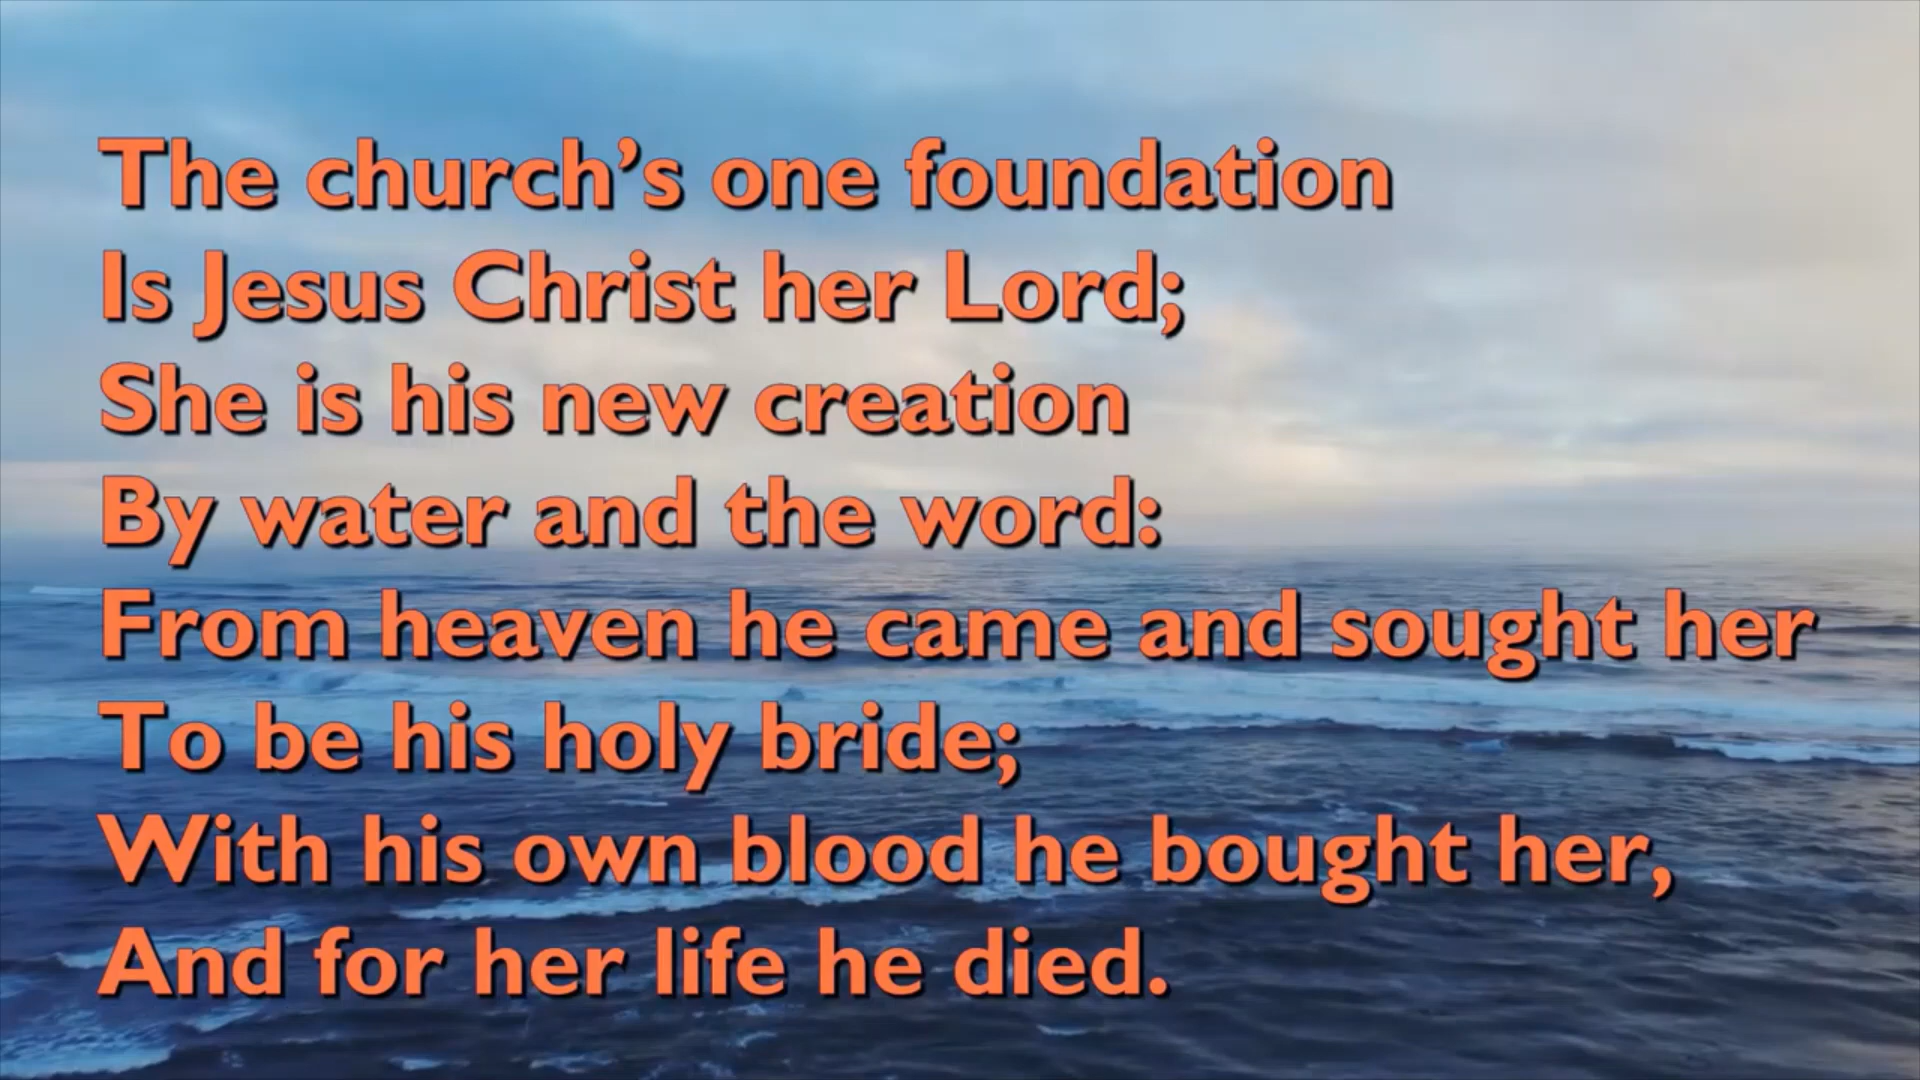 The church’s one foundation
Is Jesus Christ her Lord;
She is his new creation
By water and the word:
From heaven he came and sought her
To be his holy bride;
With his own blood he bought her,
And for her life he died.